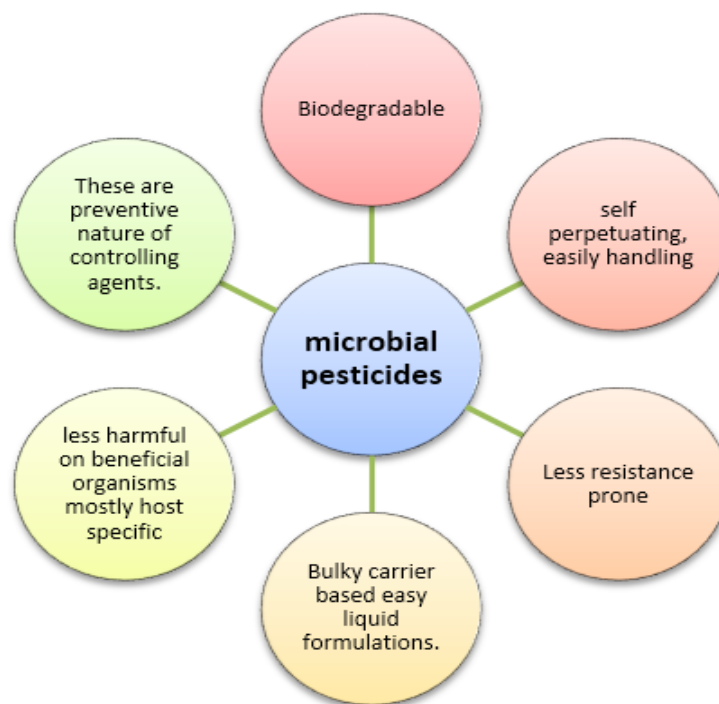 Biodegradable
self
perpetuating,
easily handling
Less resistance
prone
Bulky carrier
based easy
liquid
formulations.
less harmful
on beneficial
organisms
mostly host
specific
These are
preventive
nature of
controlling
agents.
microbial
pesticides